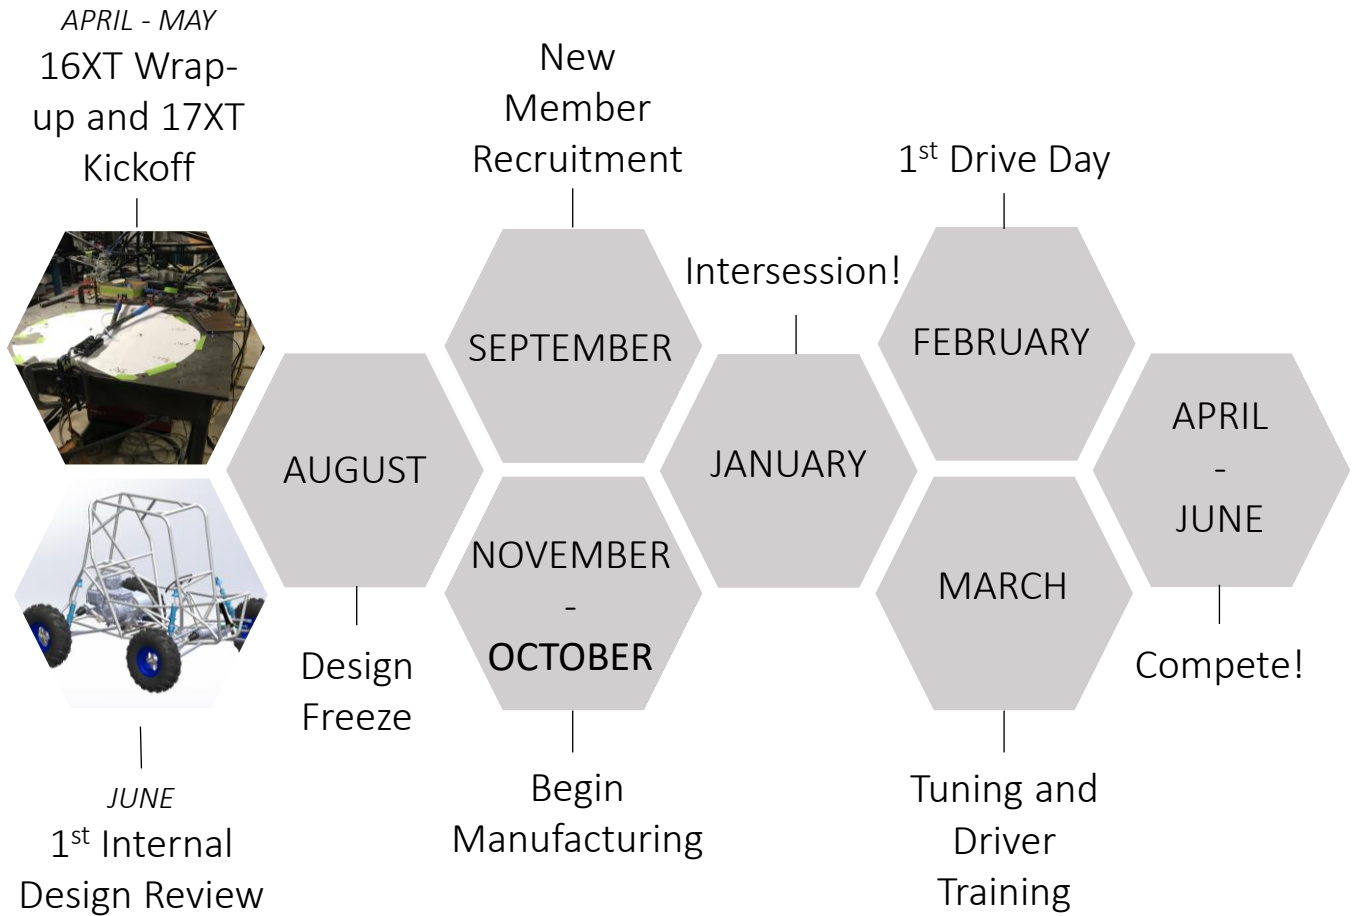 APRIL - MAY
16XT Wrap-
up and 17XT
Kickoff
JUNE
1st Internal
Design Review
AUGUST
Design
Freeze
New
Member
Recruitment
SEPTEMBER
NOVEMBER
-
OCTOBER
Begin
Manufacturing
Intersession!
JANUARY
1st Drive Day
FEBRUARY
MARCH
Tuning and
Driver
Training
APRIL
-
JUNE
Compete!